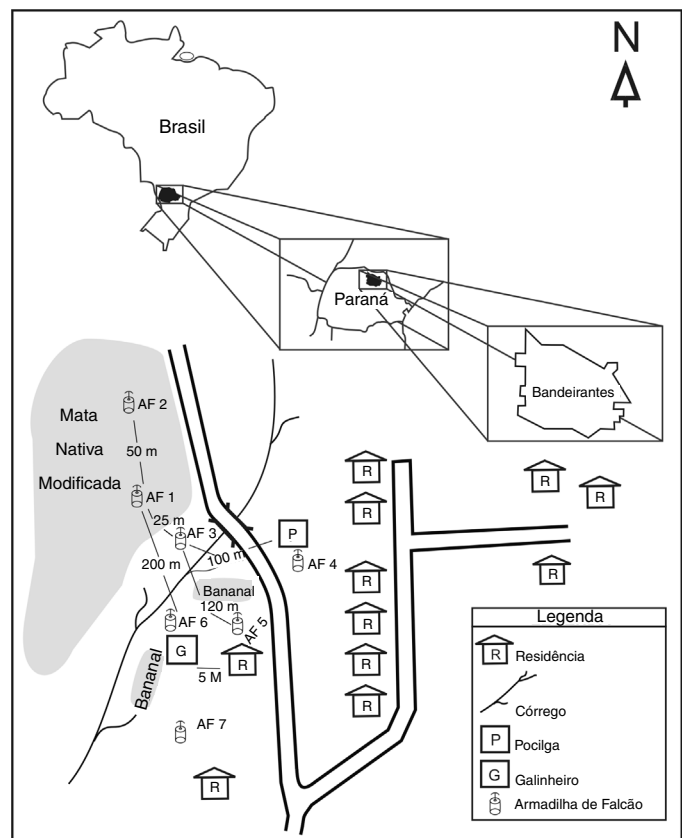 N
Brasil
Paraná
Bandeirantes
Mata
Nativa
Modificada
AF 2
50 m
AF 1
25 m
AF 3
100 m
200 m
P
AF 4
Bananal
120 m
AF 6
AF 5
G
R
5 M
Bananal
AF 7
R
R
R
R
R
R
R
R
R
R
Legenda
R Residência
Córrego
P Pocilga
G Galinheiro
Armadilha de Falcão